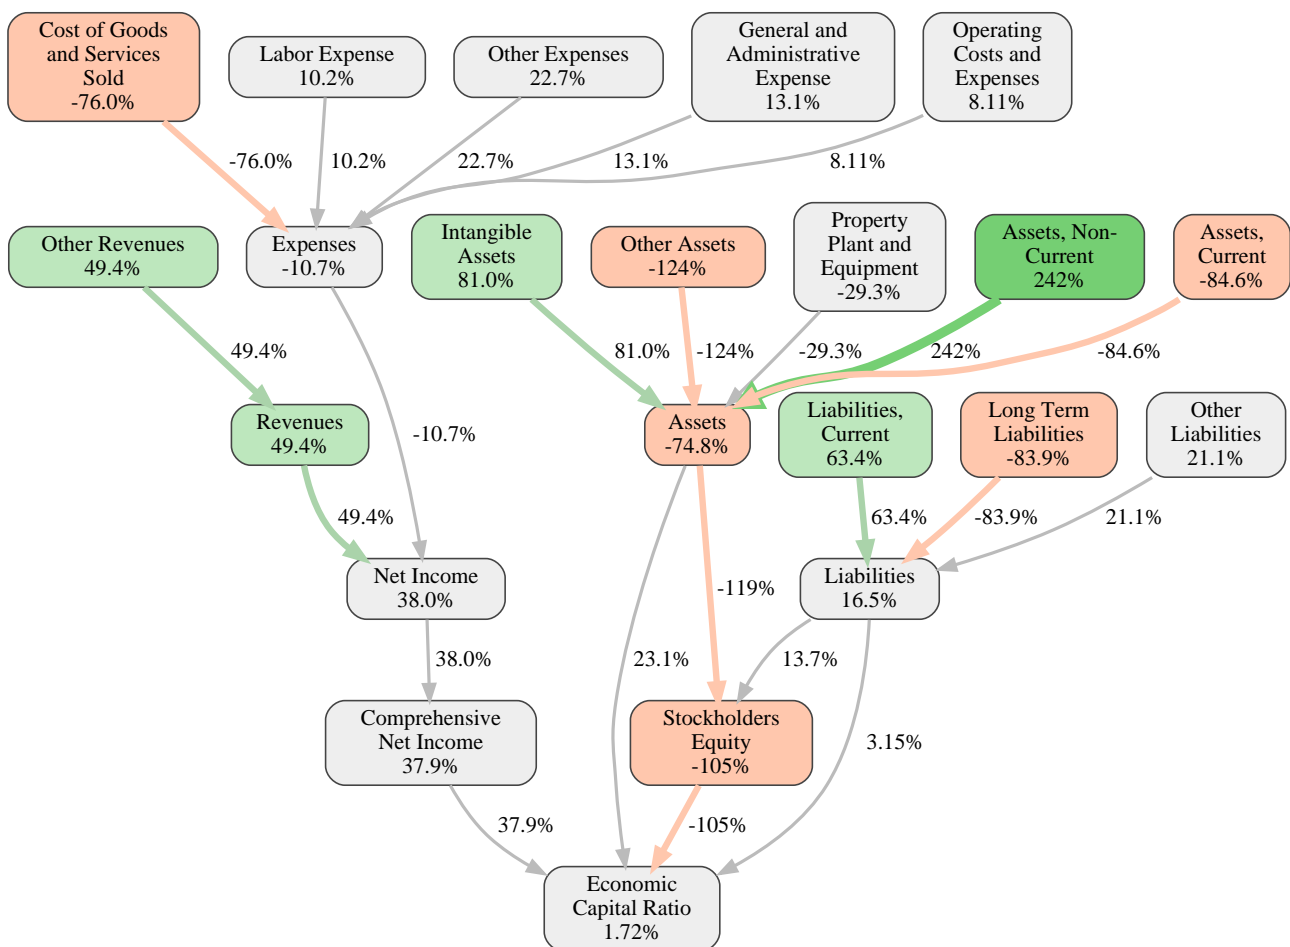 Cost of Goods
and Services
Sold
-76.0%
Labor Expense
10.2%
Other Expenses
22.7%
General and
Administrative
Expense
13.1%
Operating
Costs and
Expenses
8.11%
-76.0%
10.2%
22.7%
13.1%
8.11%
Other Revenues
49.4%
Expenses
-10.7%
Intangible
Assets
81.0%
Other Assets
-124%
Property
Plant and
Equipment
-29.3%
Assets, Non-
Current
242%
Assets,
Current
-84.6%
49.4%
81.0%
-124%
-29.3%
242%
-84.6%
Revenues
49.4%
-10.7%
Assets
-74.8%
Liabilities,
Current
63.4%
Long Term
Liabilities
-83.9%
Other
Liabilities
21.1%
49.4%
63.4%
-83.9%
21.1%
Net Income
38.0%
-119%
Liabilities
16.5%
38.0%
23.1%
13.7%
Comprehensive
Net Income
37.9%
Stockholders
Equity
-105%
3.15%
37.9%
-105%
Economic
Capital Ratio
1.72%